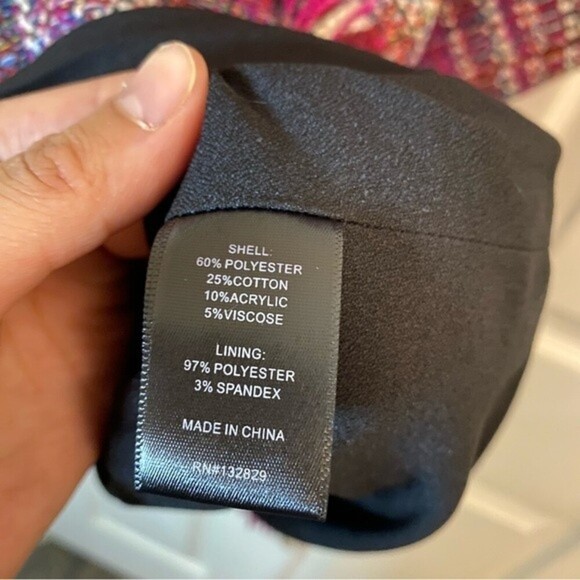 SHELL:
60% POLYESTER
25%COTTON
10%ACRYLIC
5%VISCOSE
LINING:
97% POLYESTER
3% SPANDEX
MADE IN CHINA
RN#132829